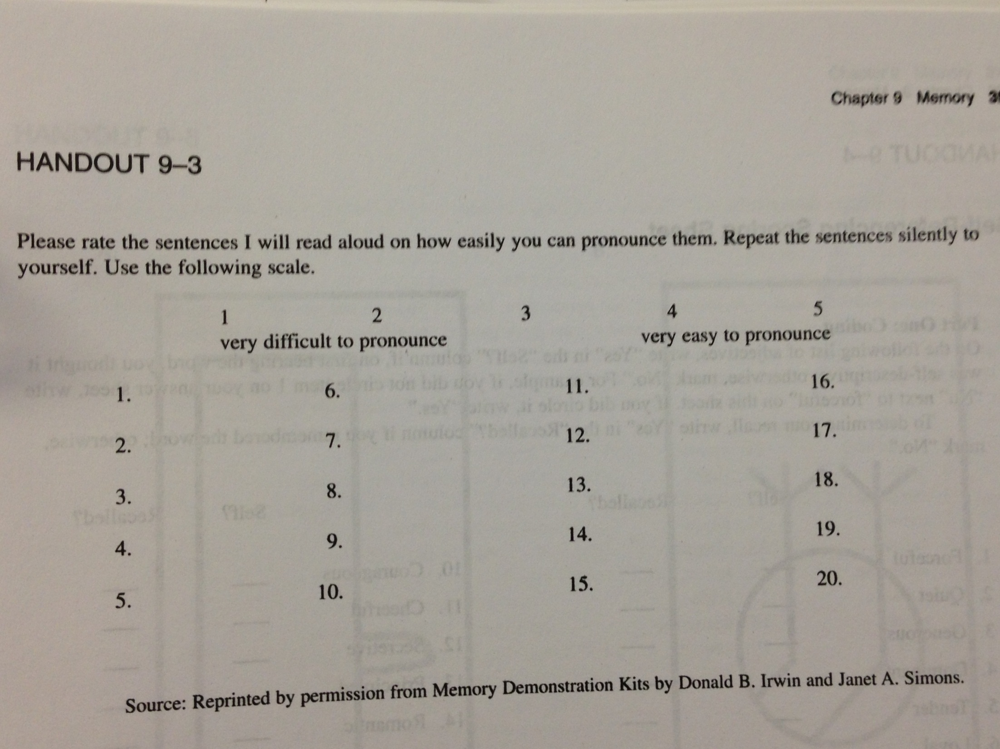 Chapter 9 Memory
HANDOUT 9–3
Please rate the sentences I will read aloud on how easily you can pronounce them. Repeat the sentences silently to
yourself. Use the following scale.
1 2 3 4 5
very difficult to pronounce very easy to pronounce
1. 6. 11. 16.
2. 7. 12. 17.
3. 8. 13. 18.
4. 9. 14. 19.
5. 10. 15. 20.
Source: Reprinted by permission from Memory Demonstration Kits by Donald B. Irwin and Janet A. Simons.